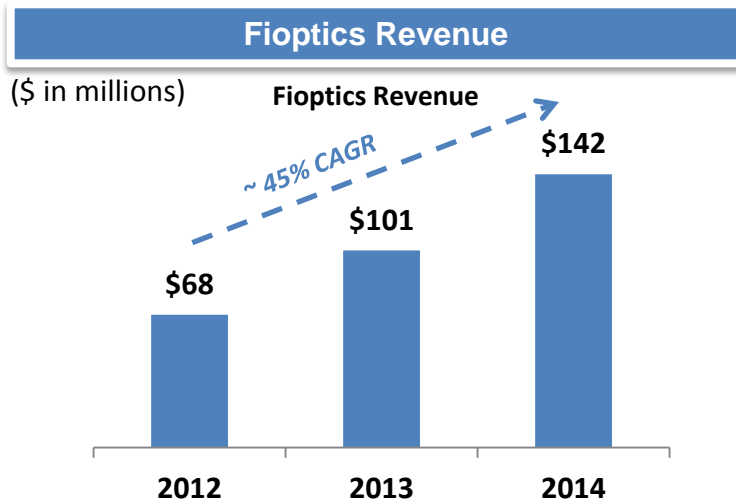 Fioptics Revenue
($ in millions)
Fioptics Revenue
~ 45% CAGR
$142
$101
$68
2012
2013
2014